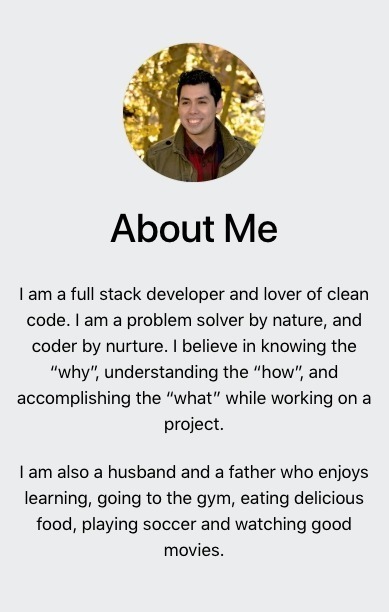 About Me
I am a full stack developer and lover of clean
code. I am a problem solver by nature, and
coder by nurture. I believe in knowing the
“why”, understanding the “how”, and
accomplishing the “what” while working on a
project.
I am also a husband and a father who enjoys
learning, going to the gym, eating delicious
food, playing soccer and watching good
movies.